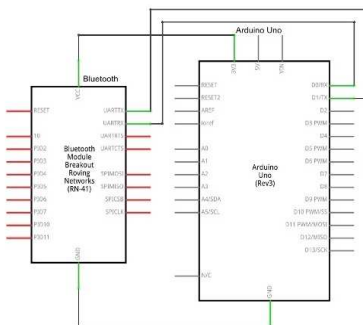 Arduino Uno
Bluetooth
VCC
3V3
5V
VIN
RESET
UARTTX
UARTRX
UARTRTS
UARTCTS
Bluetooth
Module
Breakout
Roving
Networks
(RN-41)
PIO2
PIO3
PIO4
PIO5
PIO6
PIO7
PIO10
PIO11
SPIMOSI
SPIMISO
SPICSB
SPICLK
GND
RESET
RESET2
AREF
ioref
A0
A1
A2
A3
A4/SDA
A5/SCL
N/C
Arduino
Uno
(Rev3)
D0/RX
D1/TX
D2
D3 PWM
D4
D5 PWM
D6 PWM
D7
D8
D9 PWM
D10 PWM/SS
D11 PWM/MOSI
D12/MISO
D13/SCK
GND